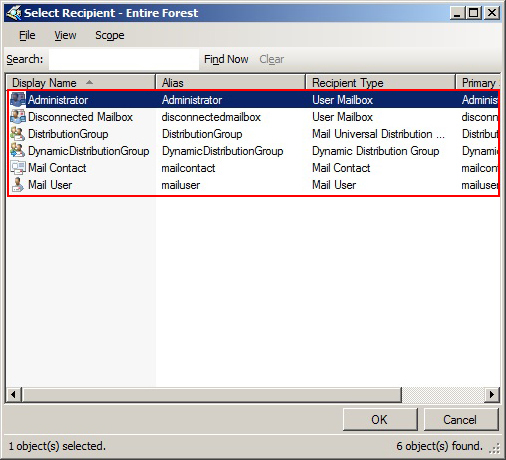 Select Recipient - Entire Forest
File View Scope
Search: Find Now Clear
Display Name Alias Recipient Type Primary
Administrator Administrator User Mailbox Adminis
Disconnected Mailbox disconnectedmailbox User Mailbox disconn
DistributionGroup DistributionGroup Mail Universal Distribution ... Distributi
DynamicDistributionGroup DynamicDistributionGroup Dynamic Distribution Group Dynamic
Mail Contact mailcontact Mail Contact mailcont
Mail User mailuser Mail User mailuser
OK Cancel
1 object(s) selected. 6 object(s) found.